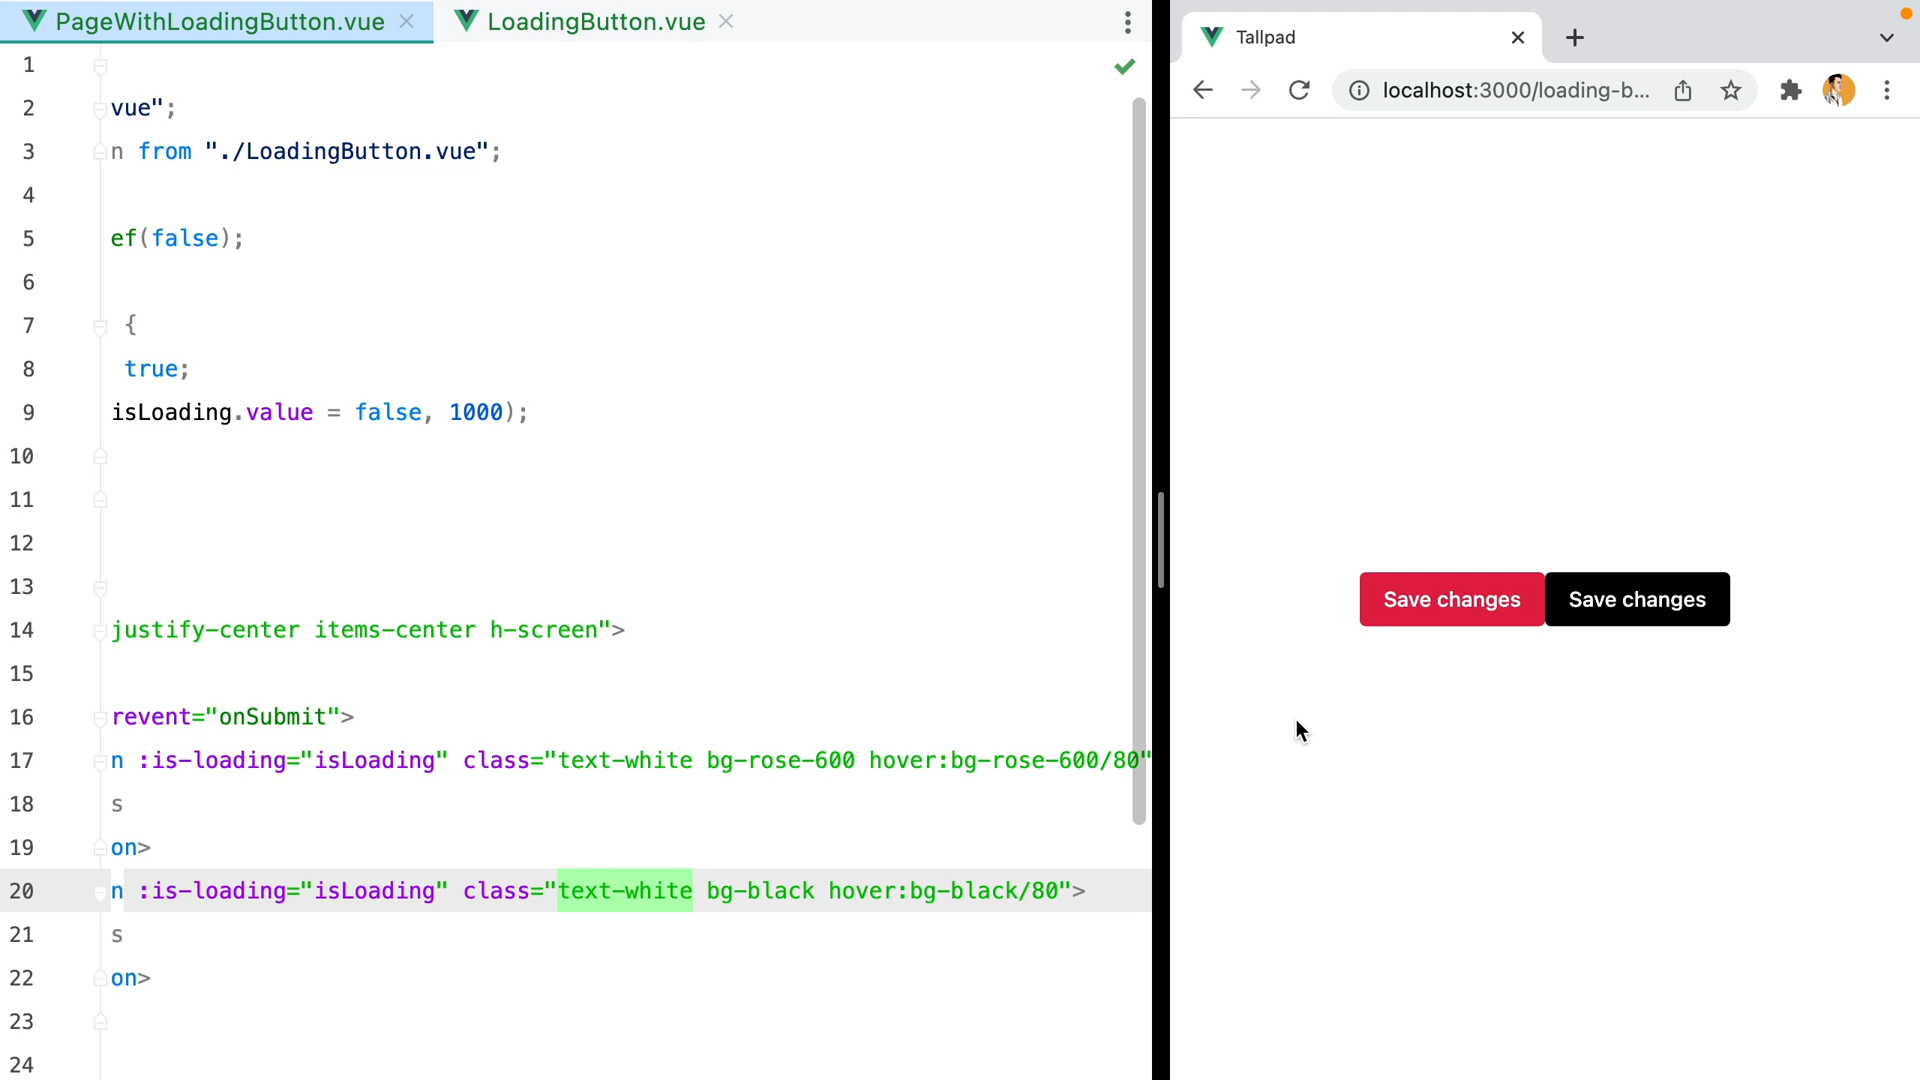 PageWithLoadingButton.vue
LoadingButton.vue
1
2 vue";
3 n from "./LoadingButton.vue";
4
5 ef(false);
6
7 {
8 true;
9 isLoading.value = false, 1000);
10
11
12
13
14 justify-center items-center h-screen">
15
16 revent="onSubmit">
17 n :is-loading="isLoading" class="text-white bg-rose-600 hover:bg-rose-600/80"
18 s
19 on>
20 n :is-loading="isLoading" class="text-white bg-black hover:bg-black/80">
21 s
22 on>
23
24
Tallpad
localhost:3000/loading-b...
Save changes
Save changes